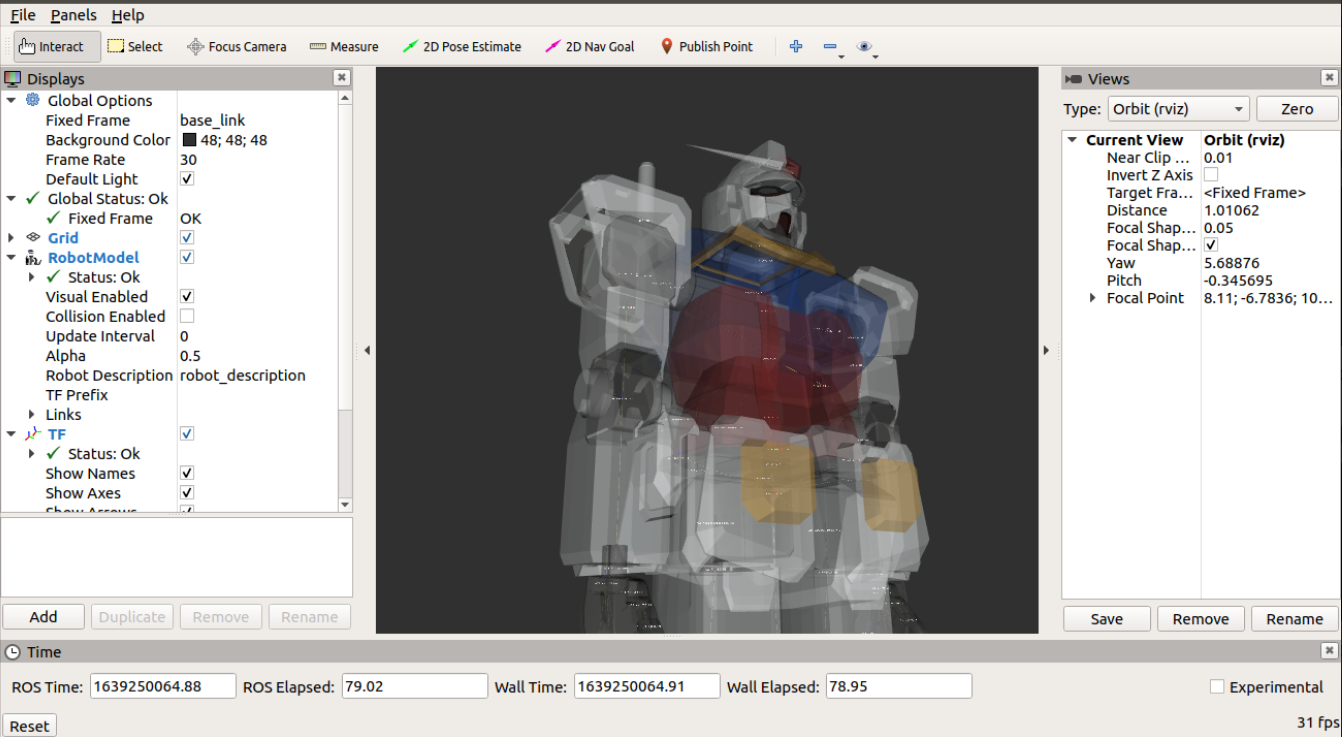 File Panels Help
Interact Select Focus Camera Measure 2D Pose Estimate 2D Nav Goal Publish Point
Displays
Global Options
Fixed Frame base_link
Background Color 48; 48; 48
Frame Rate 30
Default Light
Global Status: Ok
Fixed Frame OK
Grid
RobotModel
Status: Ok
Visual Enabled
Collision Enabled
Update Interval 0
Alpha 0.5
Robot Description robot_description
TF Prefix
Links
TF
Status: Ok
Show Names
Show Axes
Show Arrows
Add Duplicate Remove Rename
Views
Type: Orbit (rviz) Zero
Current View Orbit (rviz)
Near Clip ... 0.01
Invert Z Axis
Target Fra... <Fixed Frame>
Distance 1.01062
Focal Shap... 0.05
Focal Shap...
Yaw 5.68876
Pitch -0.345695
Focal Point 8.11; -6.7836; 10...
Save Remove Rename
Time
ROS Time: 1639250064.88 ROS Elapsed: 79.02 Wall Time: 1639250064.91 Wall Elapsed: 78.95 Experimental
Reset 31 fps